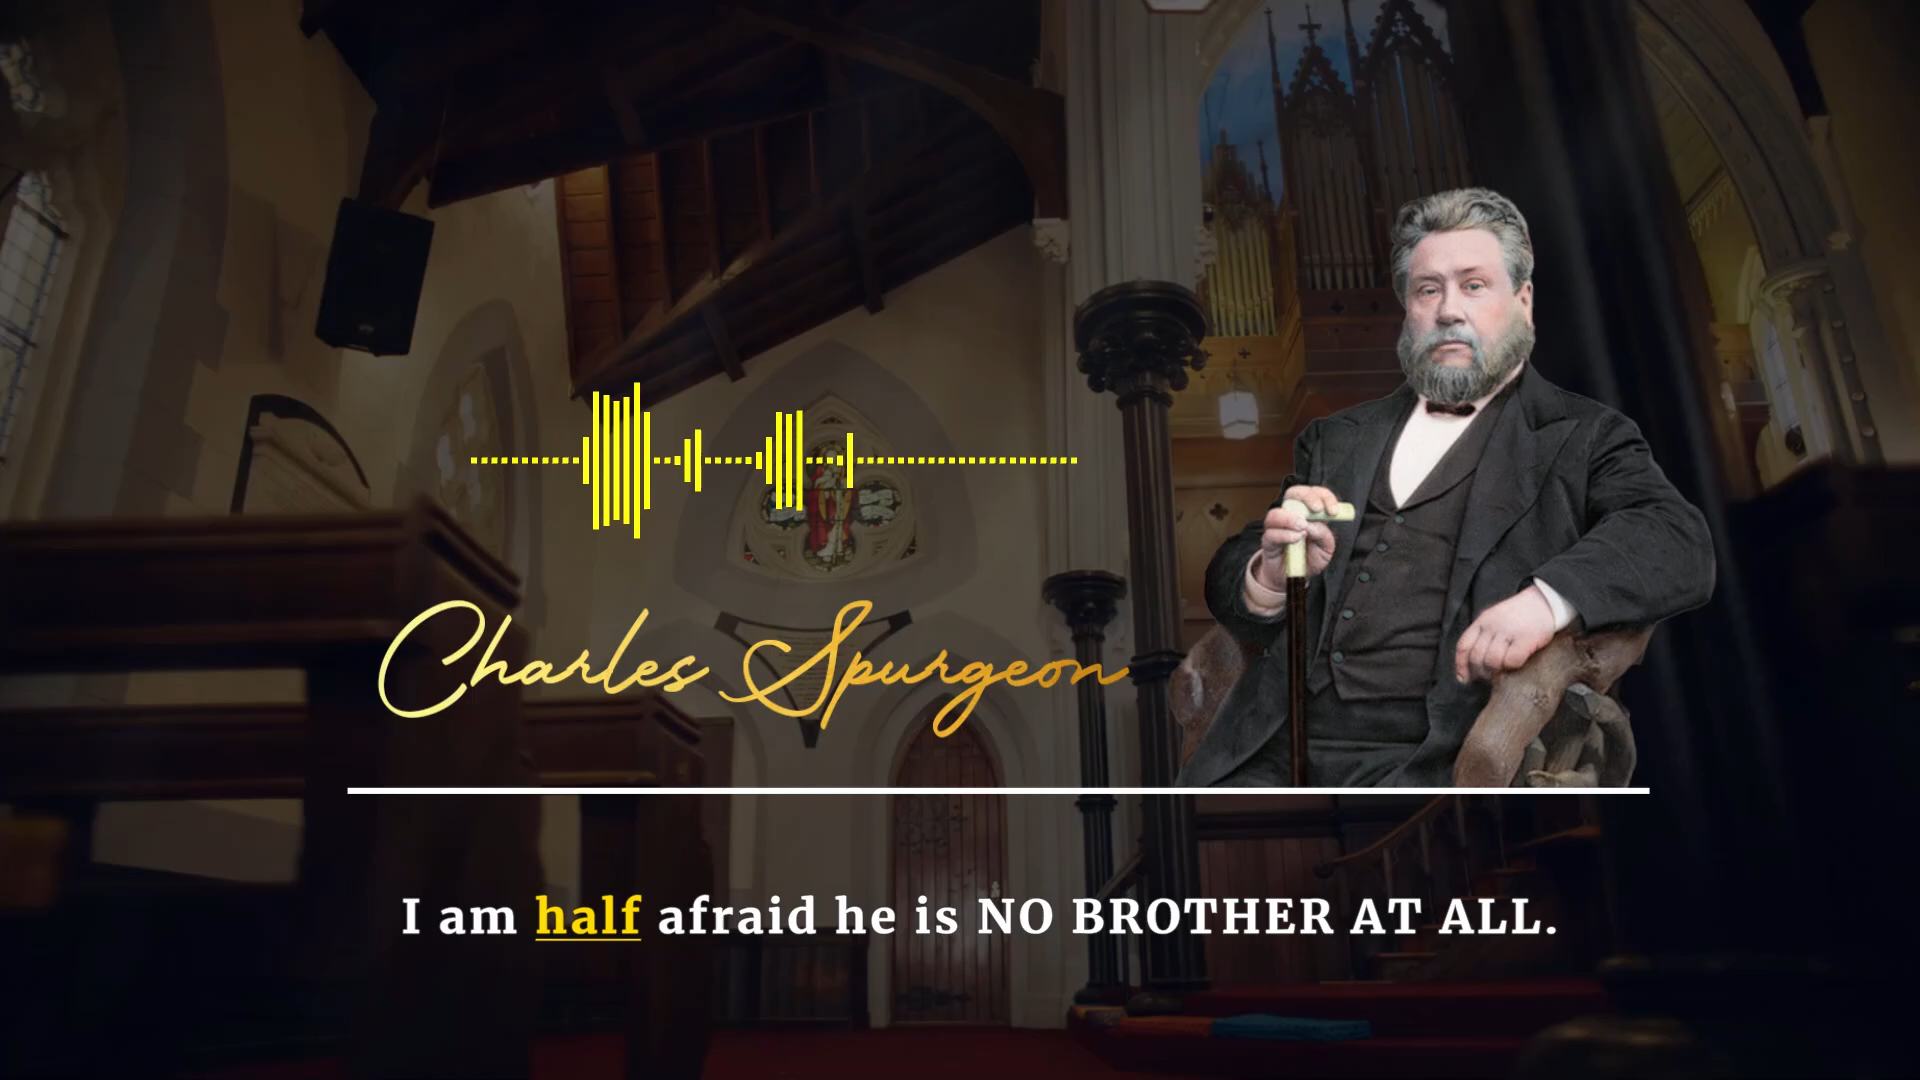 Charles Spurgeon
I am half afraid he is NO BROTHER AT ALL.